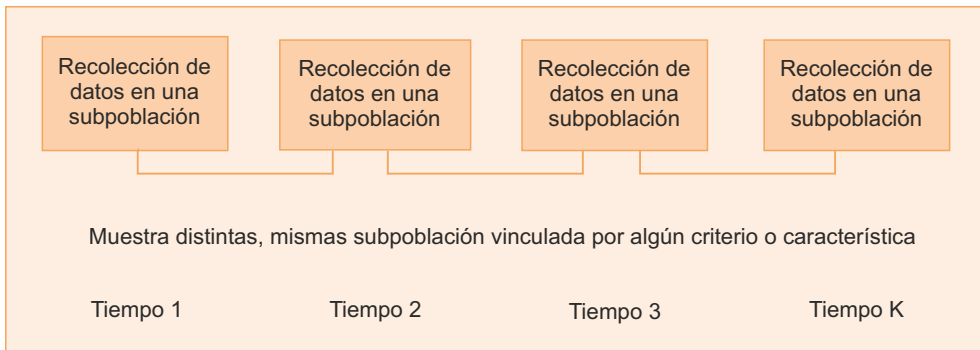 Recolección de
datos en una
subpoblación
Recolección de
datos en una
subpoblación
Recolección de
datos en una
subpoblación
Recolección de
datos en una
subpoblación
Muestra distintas, mismas subpoblación vinculada por algún criterio o característica
Tiempo 1
Tiempo 2
Tiempo 3
Tiempo K